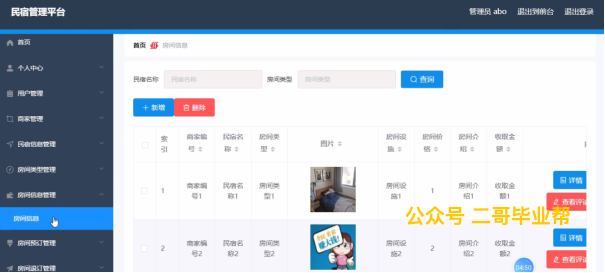 民宿管理平台
管理员 abo 退出到前台 退出登录
首页
首页 房间信息
个人中心
民宿名称 民宿名称 房间类型 房间类型 查询
用户管理
+ 新增 删除
商家管理
民宿信息管理
索引 商家编号 民宿名称 房间类型 图片 房间设施 房间价格 房间介绍 收取金额
房间类型管理
房间信息管理
1 商家编号1 民宿名称1 房间类型1 房间设施1 1 房间介绍1 收取金额1 详情
查看评论
房间信息
公众号 二哥毕业帮
房间预订管理
2 商家编号2 民宿名称2 房间类型2 房间设施2 2 房间介绍2 收取金额2 详情
查看评论
房间退订管理
04:50